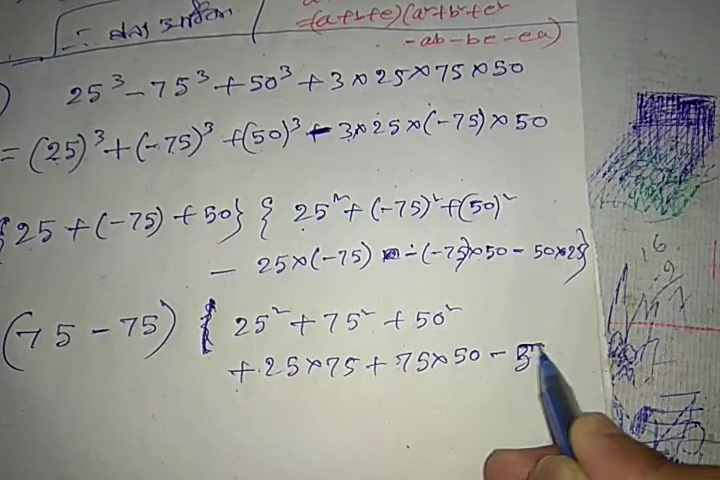 ∴ =(a+b+c)(a²+b²+c²
-ab-bc-ca)
) 25³-75³+50³+3×25×75×50
=(25)³+(-75)³+(50)³-3×25×(-75)×50
{25+(-75)+50}{25²+(-75)²+(50)²
- 25×(-75) -(-75)×50-50×25}
(75-75){25²+75²+50²
+25×75+75×50-5
16